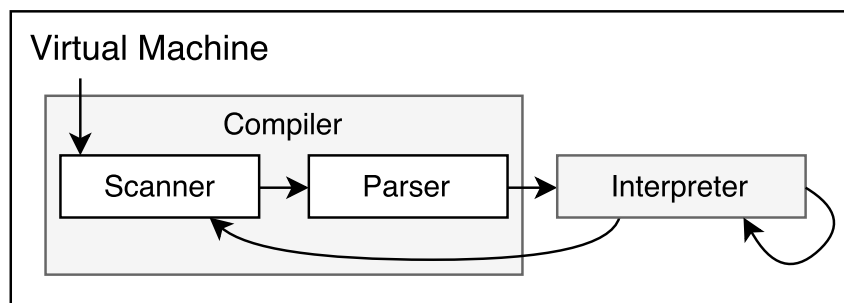 Virtual Machine
Compiler
Scanner
Parser
Interpreter